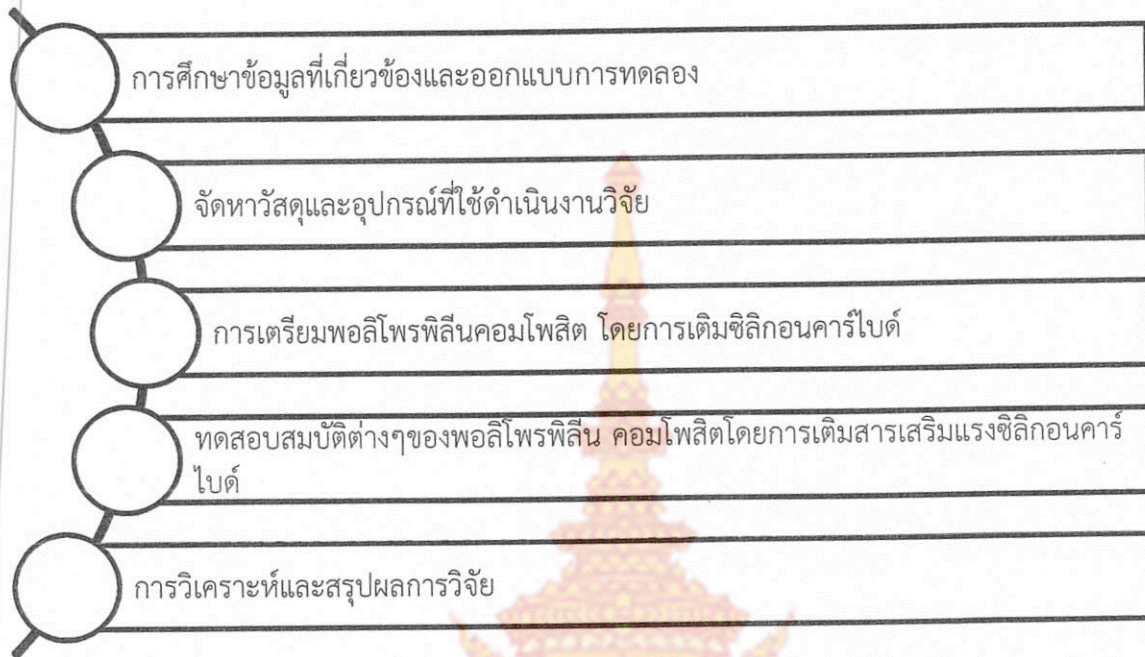 การศึกษาข้อมูลที่เกี่ยวข้องและออกแบบการทดลอง
จัดหาวัสดุและอุปกรณ์ที่ใช้ดำเนินงานวิจัย
การเตรียมพอลิโพรพิลีนคอมโพสิต โดยการเติมซิลิกอนคาร์ไบด์
ทดสอบสมบัติต่างๆของพอลิโพรพิลีน คอมโพสิตโดยการเติมสารเสริมแรงซิลิกอนคาร์
ไบด์
การวิเคราะห์และสรุปผลการวิจัย